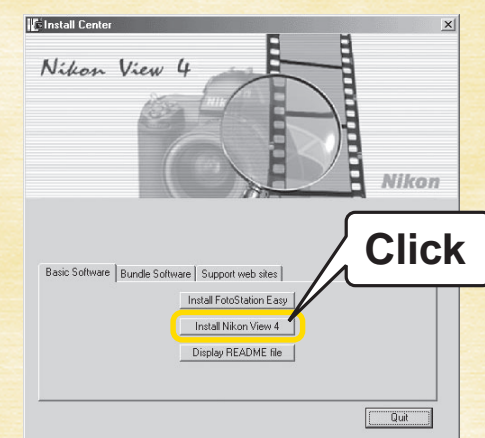 Install Center
Nikon View 4
Nikon
Click
Basic Software Bundle Software Support web sites
Install FotoStation Easy
Install Nikon View 4
Display README file
Quit